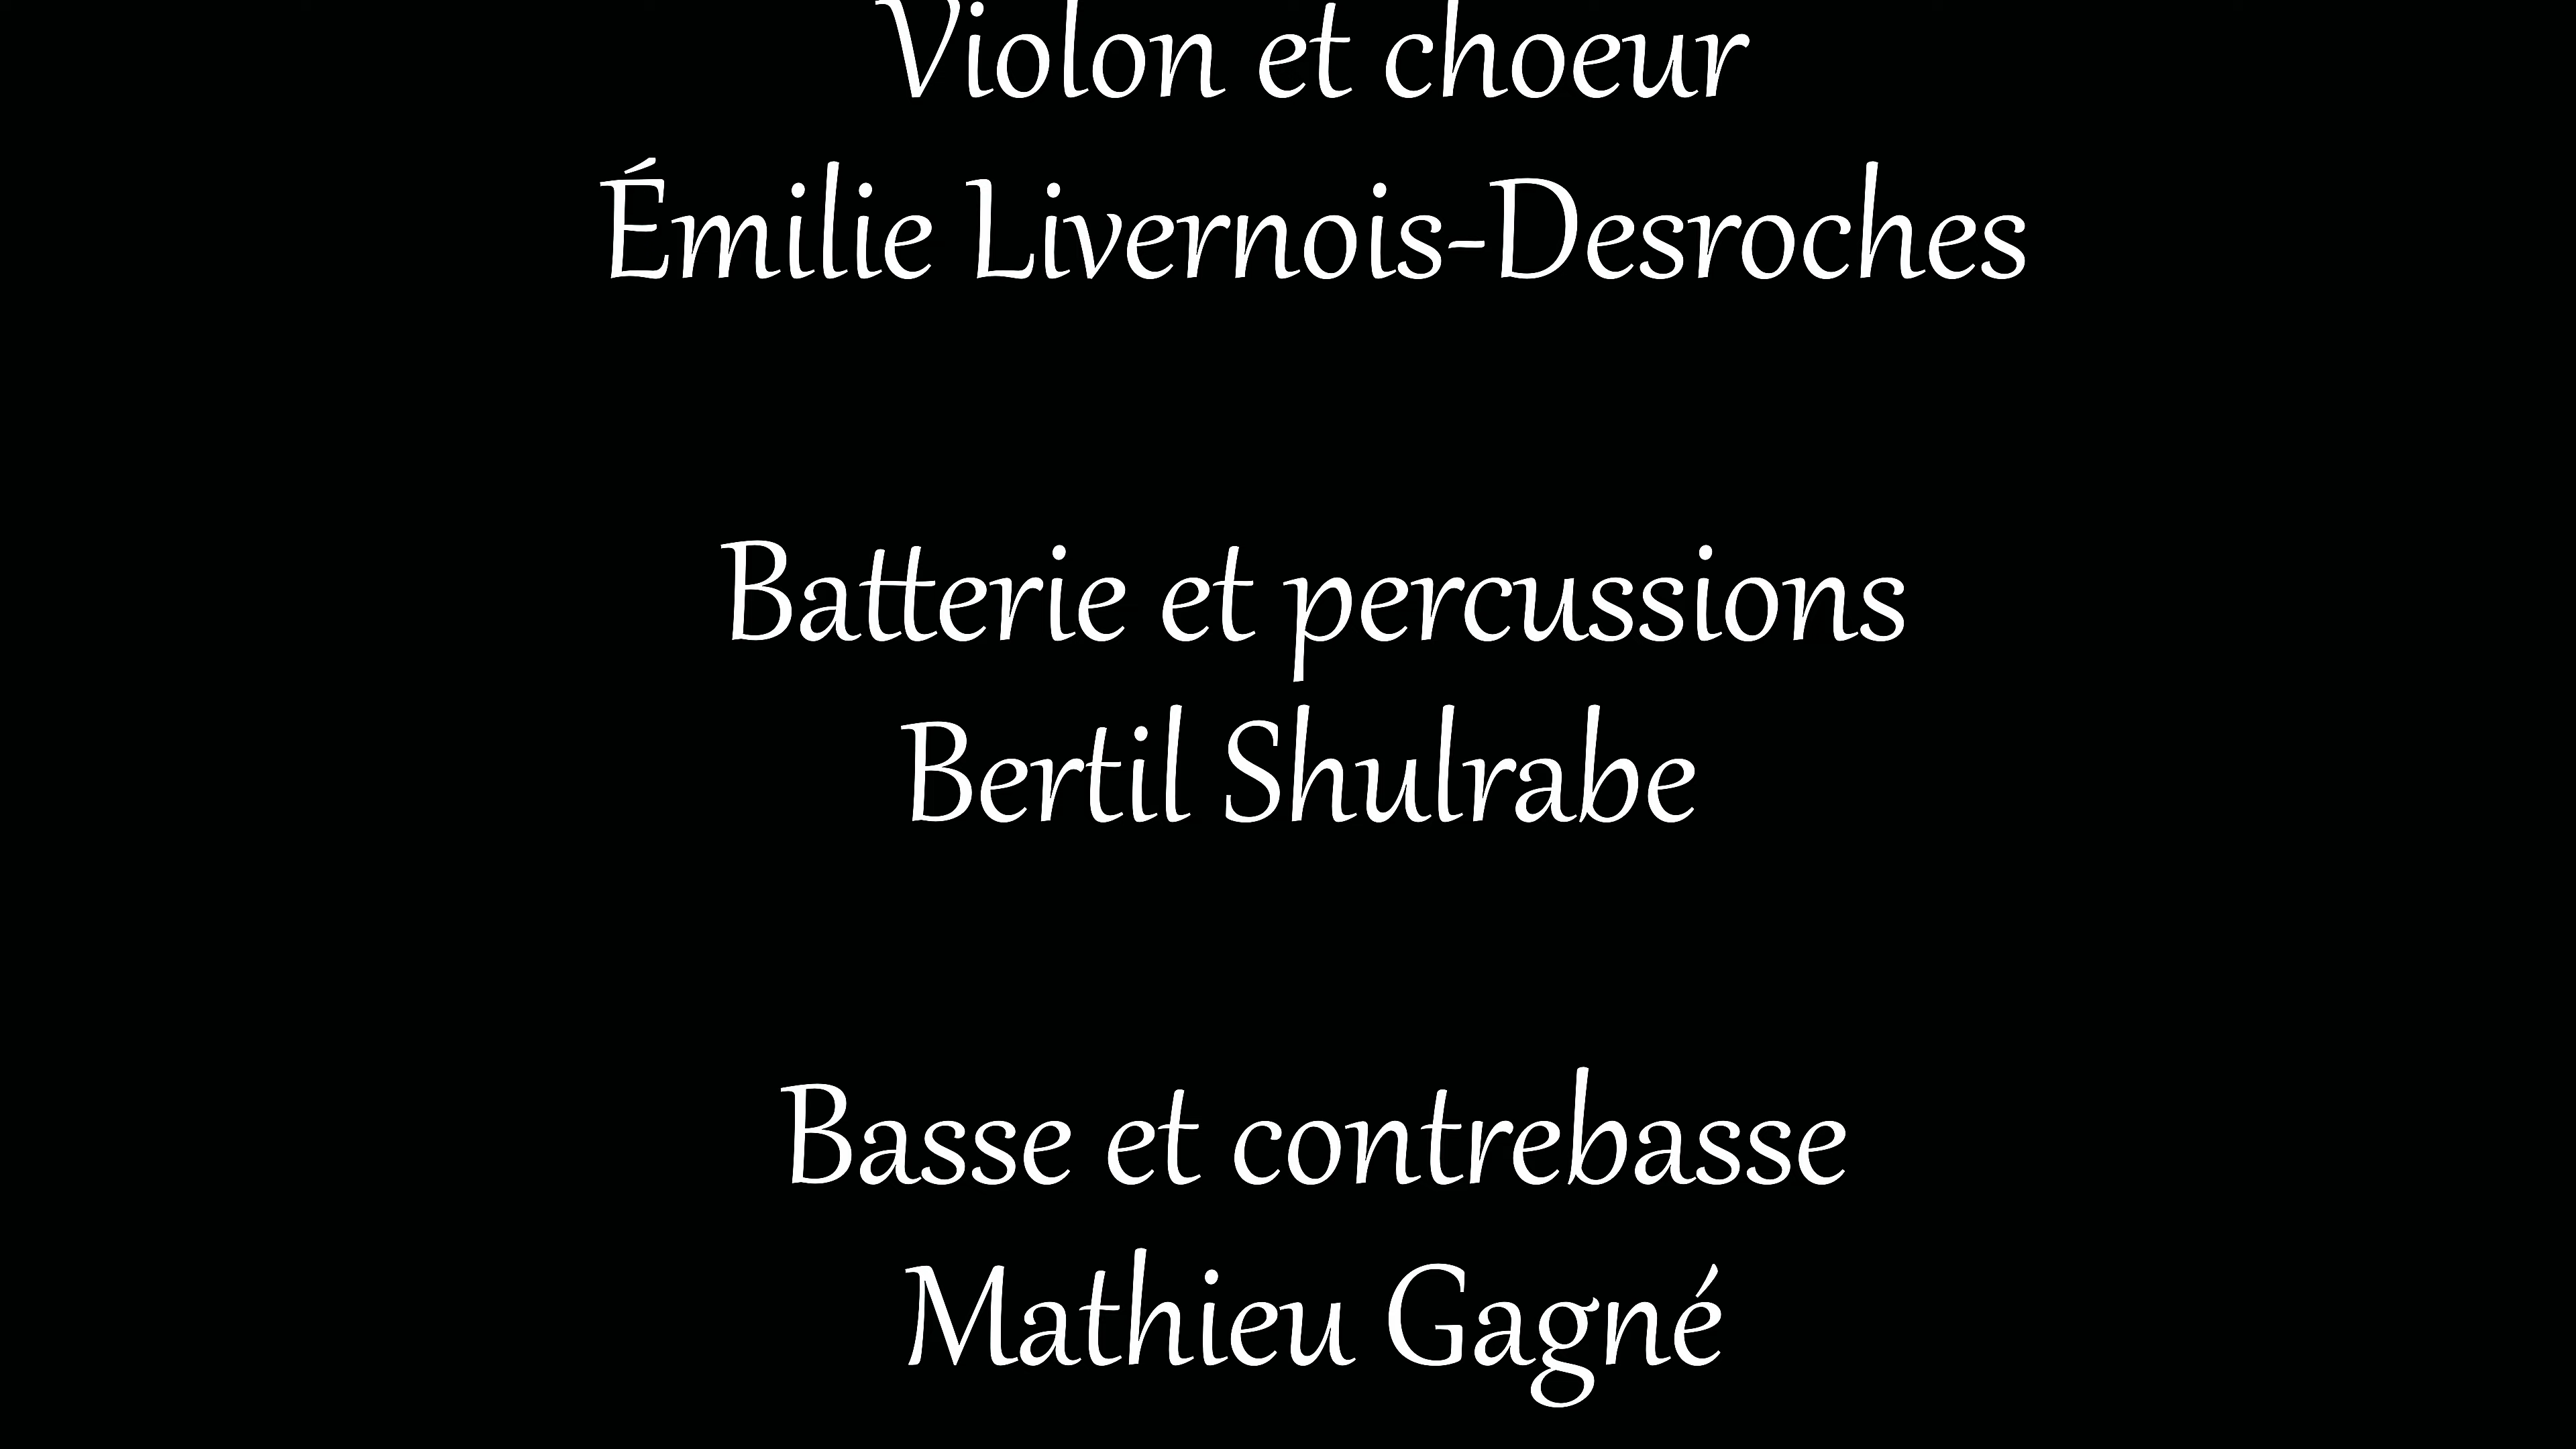 Violon et choeur
Émilie Livernois-Desroches
Batterie et percussions
Bertil Shulrabe
Basse et contrebasse
Mathieu Gagné